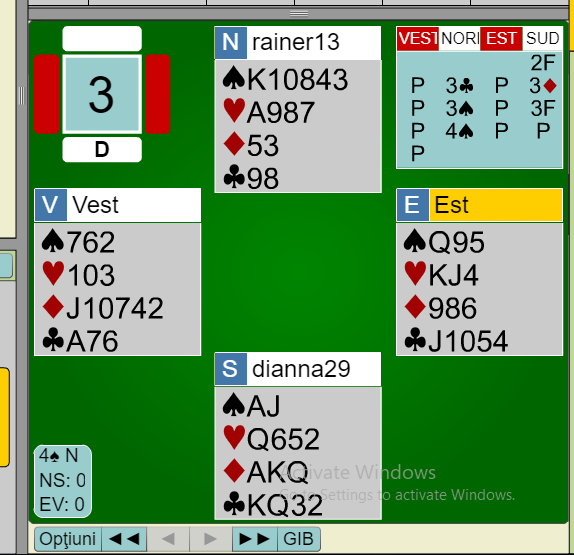 N rainer13
♠K10843
♥A987
♦53
♣98
3
D
VEST NORI EST SUD
2F
P 3♣ P 3♦
P 3♠ P 3F
P 4♠ P P
P
V Vest
♠762
♥103
♦J10742
♣A76
E Est
♠Q95
♥KJ4
♦986
♣J1054
S dianna29
♠AJ
♥Q652
♦AKQ
♣KQ32
4♠ N
NS: 0
EV: 0
Activate Windows
Go to Settings to activate Windows.
Opţiuni ◄◄ ◄ ► ►► GIB